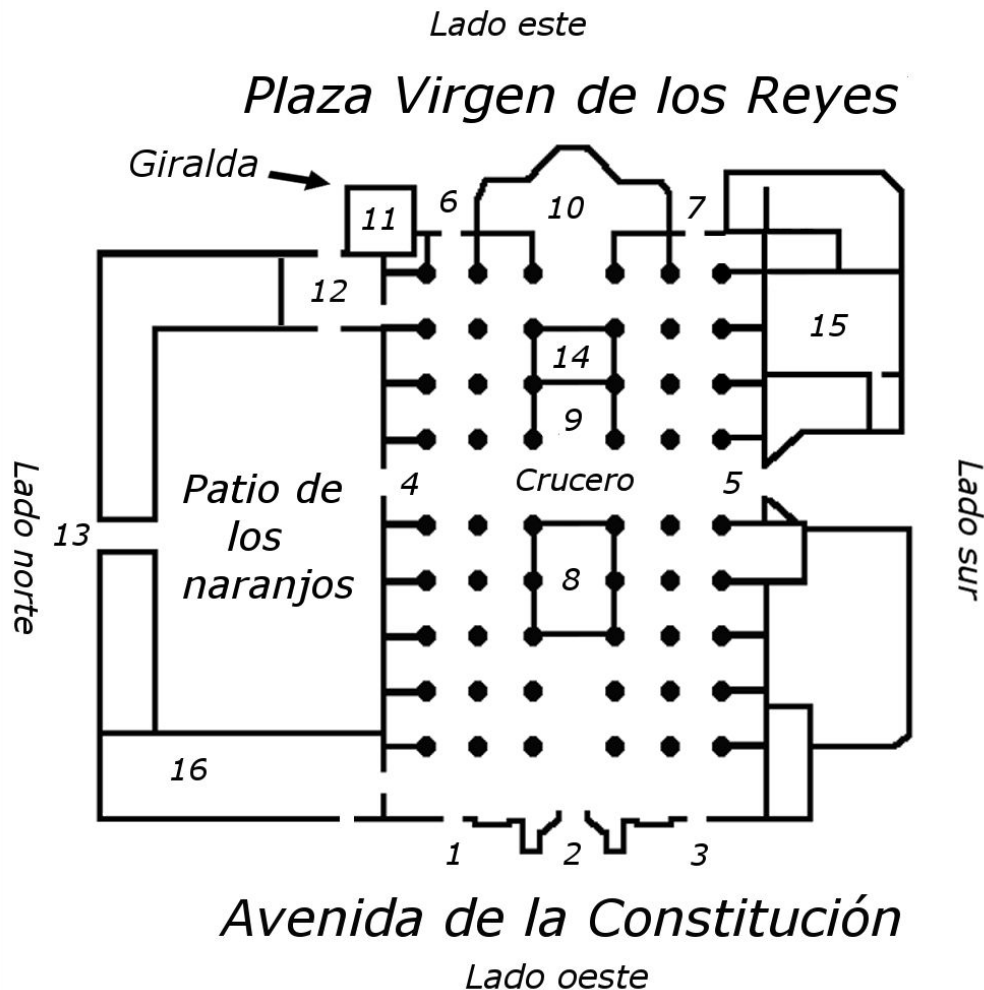 Lado este
Plaza Virgen de los Reyes
Giralda
6
7
10
11
12
15
14
9
Lado norte
Patio de
los
naranjos
4
Crucero
5
Lado sur
13
8
16
1
2
3
Avenida de la Constitución
Lado oeste